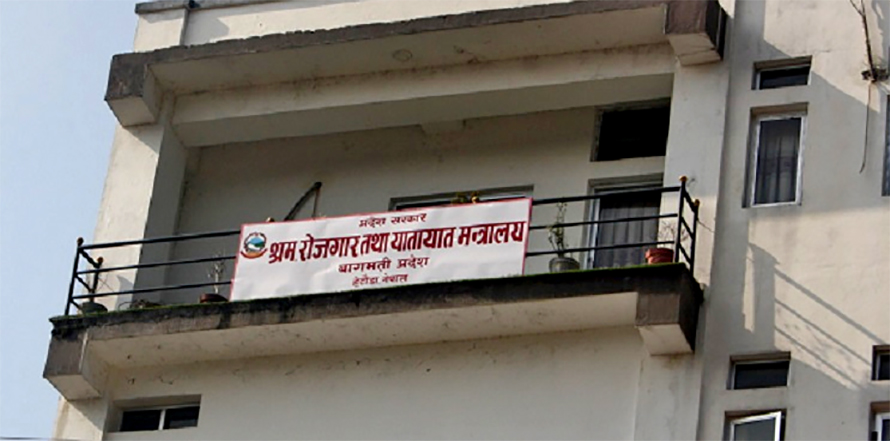 प्रदेश सरकार
श्रम रोजगार तथा यातायात मन्त्रालय
बागमती प्रदेश
हेटौडा नेपाल